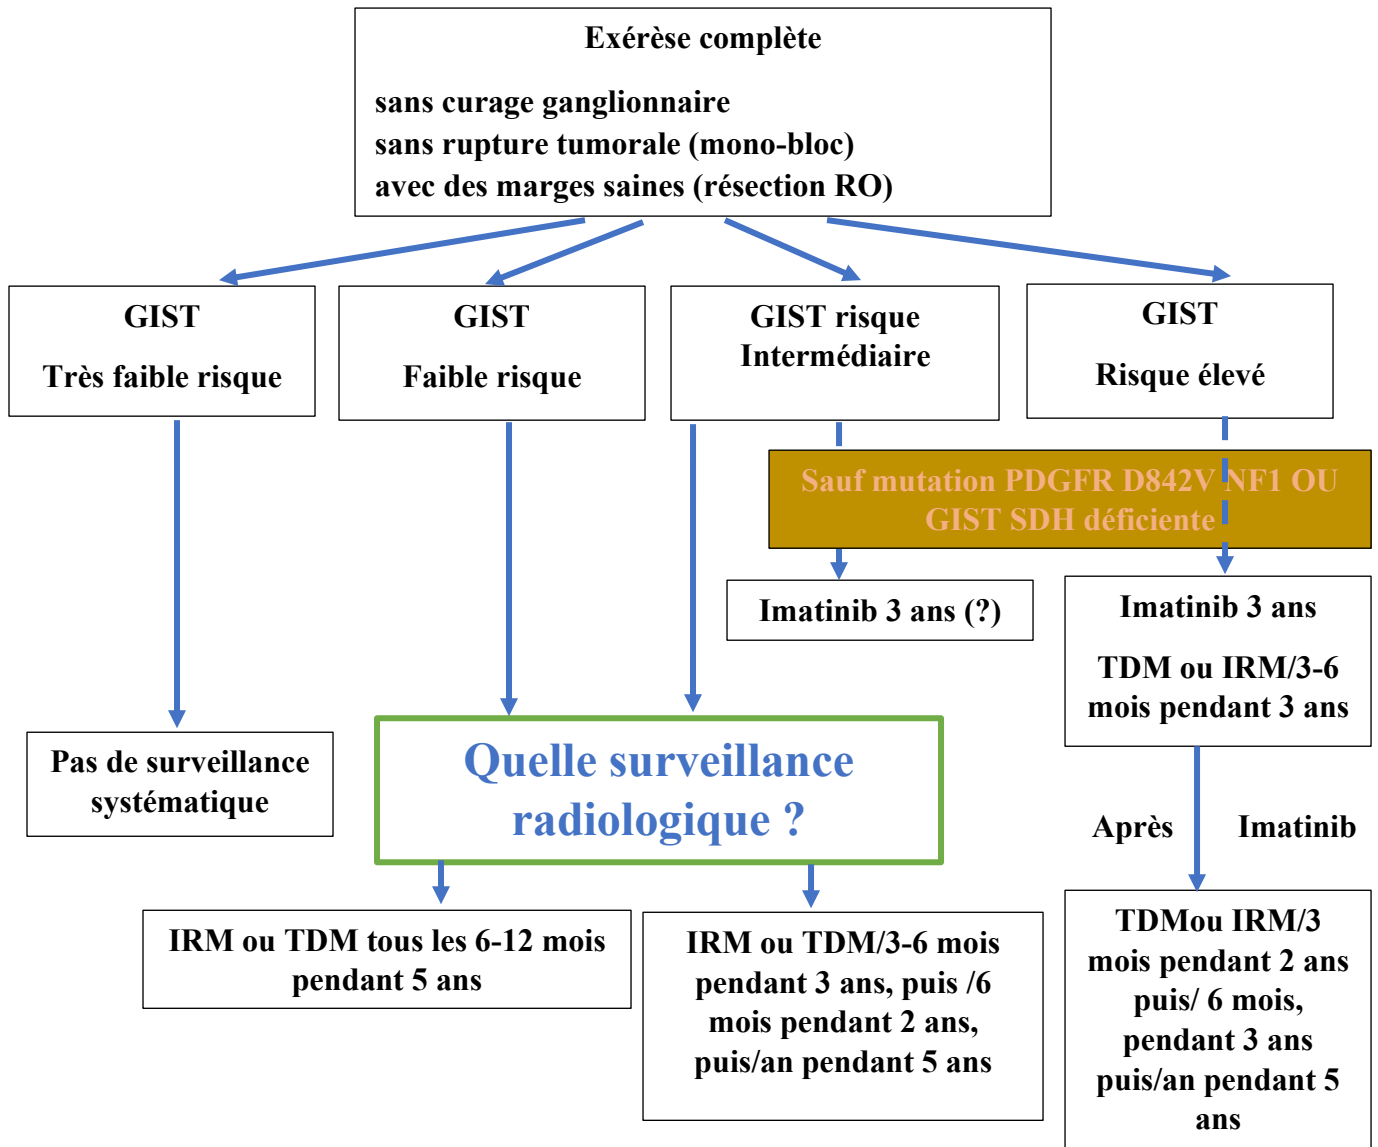 Exérèse complète
sans curage ganglionnaire
sans rupture tumorale (mono-bloc)
avec des marges saines (résection RO)
GIST
Très faible risque
GIST
Faible risque
GIST risque
Intermédiaire
GIST
Risque élevé
Sauf mutation PDGFR D842V NF1 OU
GIST SDH déficiente
Imatinib 3 ans (?)
Imatinib 3 ans
TDM ou IRM/3-6
mois pendant 3 ans
Pas de surveillance
systématique
Quelle surveillance
radiologique ?
Après Imatinib
IRM ou TDM tous les 6-12 mois
pendant 5 ans
IRM ou TDM/3-6 mois
pendant 3 ans, puis /6
mois pendant 2 ans,
puis/an pendant 5 ans
TDMou IRM/3
mois pendant 2 ans
puis/ 6 mois,
pendant 3 ans
puis/an pendant 5
ans